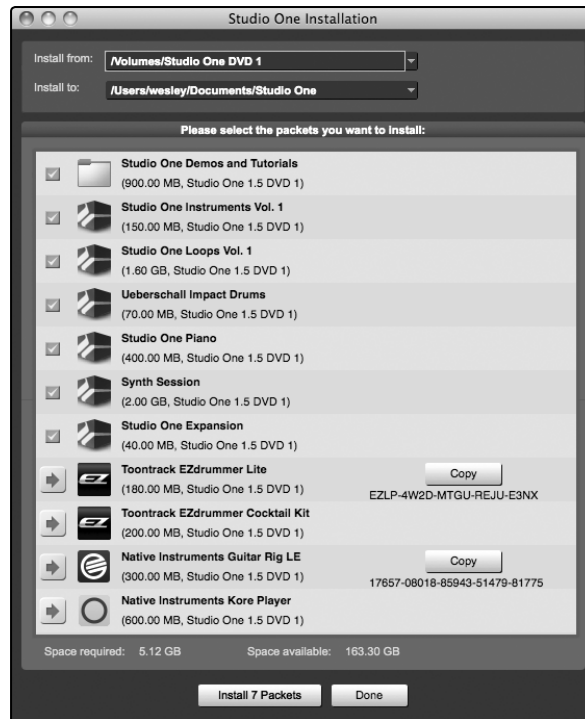 Studio One Installation
Install from: /Volumes/Studio One DVD 1
Install to: /Users/wesley/Documents/Studio One
Please select the packets you want to install:
Studio One Demos and Tutorials
(900.00 MB, Studio One 1.5 DVD 1)
Studio One Instruments Vol. 1
(150.00 MB, Studio One 1.5 DVD 1)
Studio One Loops Vol. 1
(1.60 GB, Studio One 1.5 DVD 1)
Ueberschall Impact Drums
(70.00 MB, Studio One 1.5 DVD 1)
Studio One Piano
(400.00 MB, Studio One 1.5 DVD 1)
Synth Session
(2.00 GB, Studio One 1.5 DVD 1)
Studio One Expansion
(40.00 MB, Studio One 1.5 DVD 1)
EZ Toontrack EZdrummer Lite Copy
(180.00 MB, Studio One 1.5 DVD 1) EZLP-4W2D-MTGU-REJU-E3NX
EZ Toontrack EZdrummer Cocktail Kit
(200.00 MB, Studio One 1.5 DVD 1)
Native Instruments Guitar Rig LE Copy
(300.00 MB, Studio One 1.5 DVD 1) 17657-08018-85943-51479-81775
Native Instruments Kore Player
(600.00 MB, Studio One 1.5 DVD 1)
Space required: 5.12 GB Space available: 163.30 GB
Install 7 Packets Done